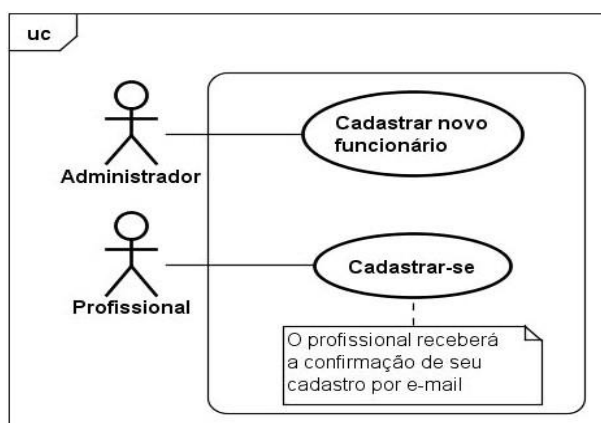 uc
Cadastrar novo
funcionário
Administrador
Cadastrar-se
Profissional
O profissional receberá
a confirmação de seu
cadastro por e-mail